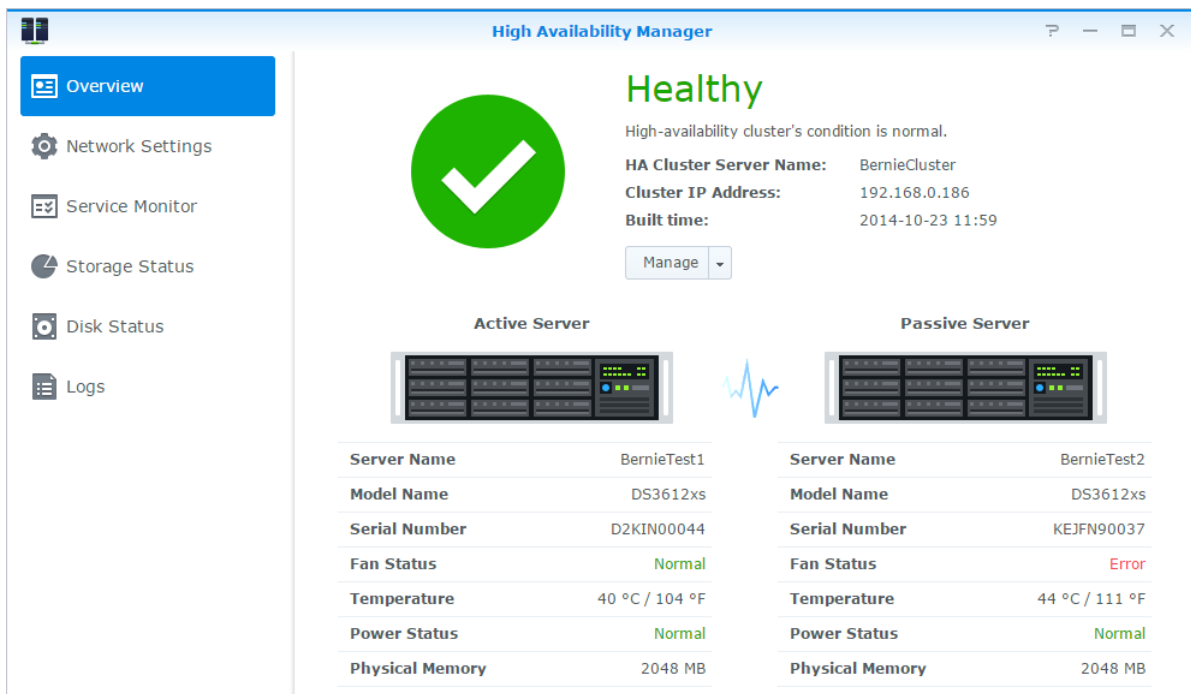 High Availability Manager
Overview
Network Settings
Service Monitor
Storage Status
Disk Status
Logs
Healthy
High-availability cluster's condition is normal.
HA Cluster Server Name: BernieCluster
Cluster IP Address: 192.168.0.186
Built time: 2014-10-23 11:59
Manage
Active Server
Server Name BernieTest1
Model Name DS3612xs
Serial Number D2KIN00044
Fan Status Normal
Temperature 40 °C / 104 °F
Power Status Normal
Physical Memory 2048 MB
Passive Server
Server Name BernieTest2
Model Name DS3612xs
Serial Number KEJFN90037
Fan Status Error
Temperature 44 °C / 111 °F
Power Status Normal
Physical Memory 2048 MB